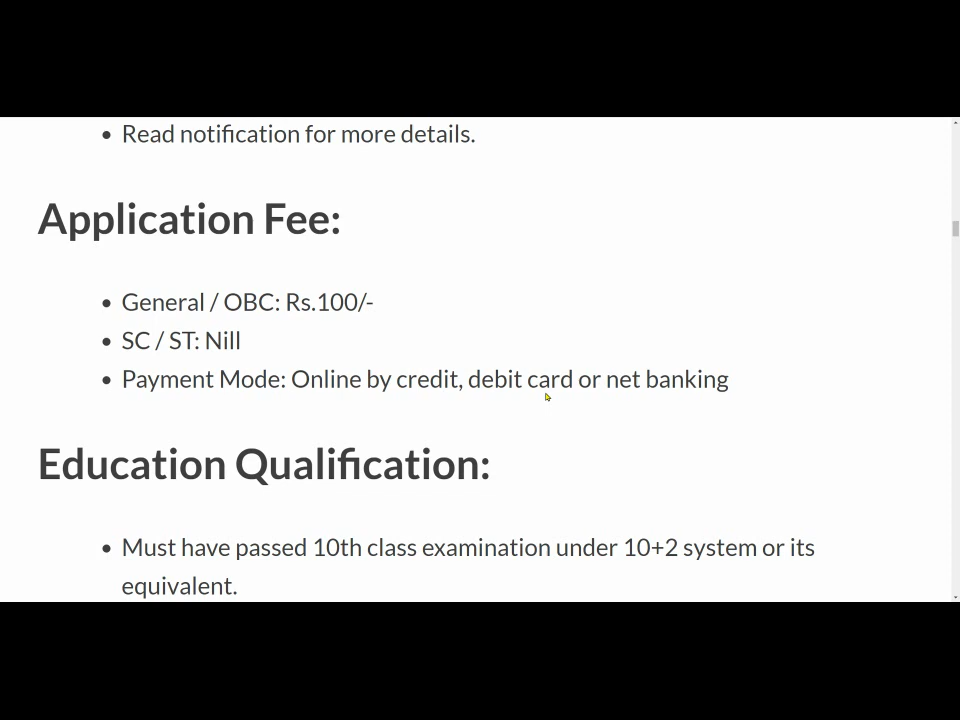 Read notification for more details.
Application Fee:
General / OBC: Rs.100/-
SC / ST: Nill
Payment Mode: Online by credit, debit card or net banking
Education Qualification:
Must have passed 10th class examination under 10+2 system or its
equivalent.